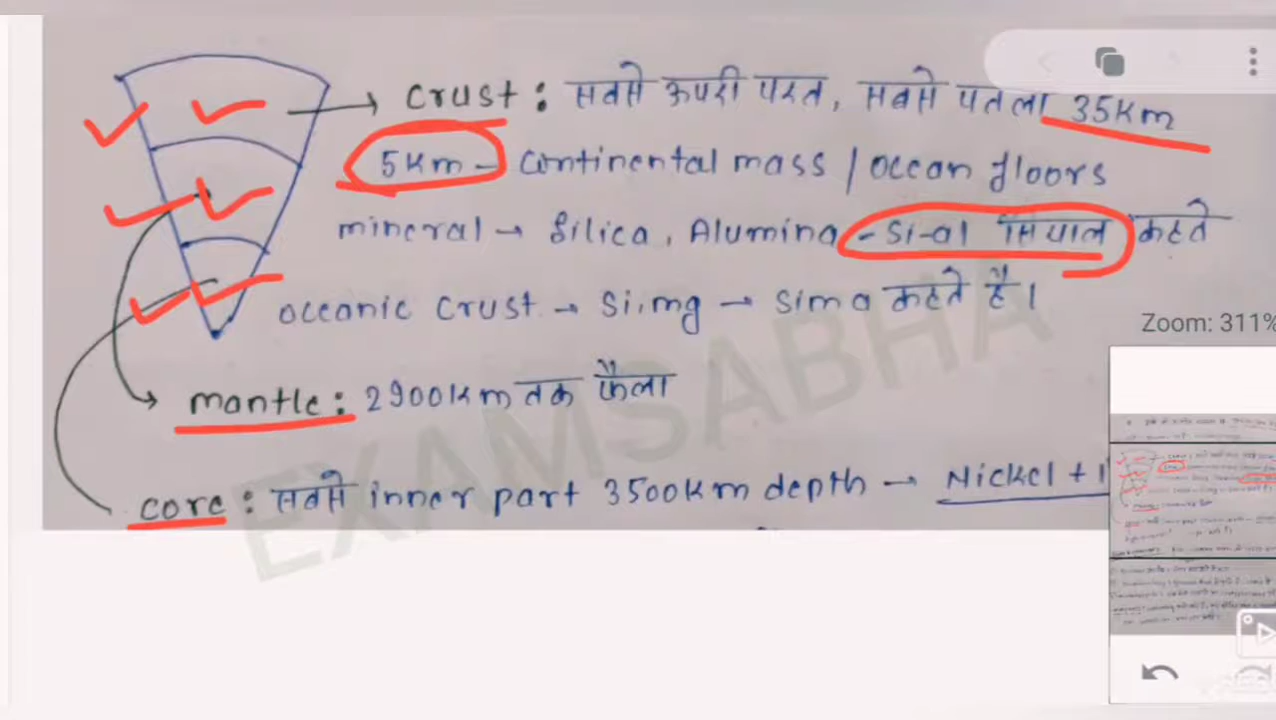 Crust : सबसे ऊपरी परत, सबसे पतला 35Km
5Km - Continental mass / ocean floors
mineral → Silica, Alumina - Si-al सियाल कहते
oceanic crust → Si, mg → Sima कहते हैं।
Zoom: 311%
mantle : 2900km तक फैला
core : सबसे inner part 3500km depth → Nickel +
EXAMSABHA